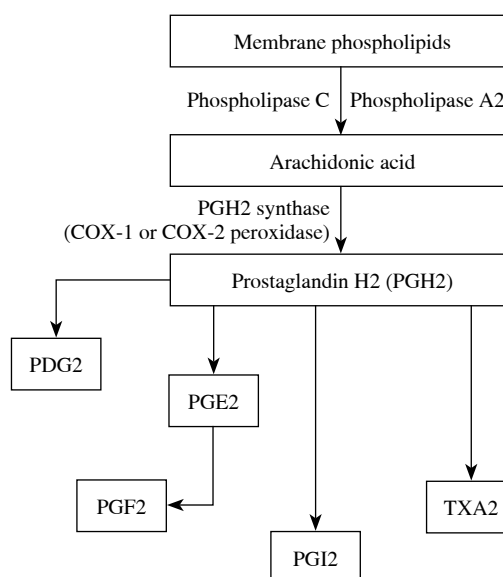 Membrane phospholipids
Phospholipase C Phospholipase A2
Arachidonic acid
PGH2 synthase
(COX-1 or COX-2 peroxidase)
Prostaglandin H2 (PGH2)
PDG2
PGE2
PGF2
TXA2
PGI2